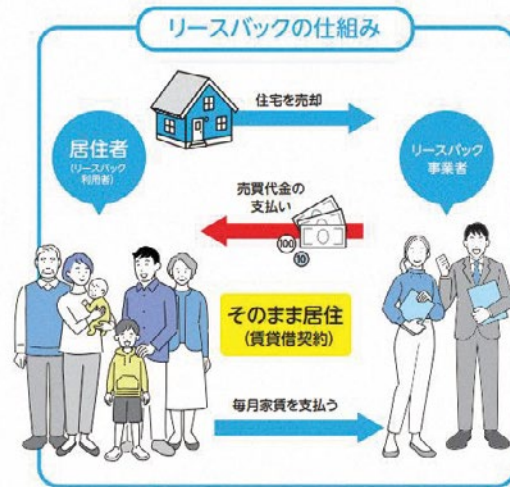 リースバックの仕組み
住宅を売却
居住者
(リースバック
利用者)
リースバック
事業者
売買代金の
支払い
100
10
そのまま居住
(賃貸借契約)
毎月家賃を支払う